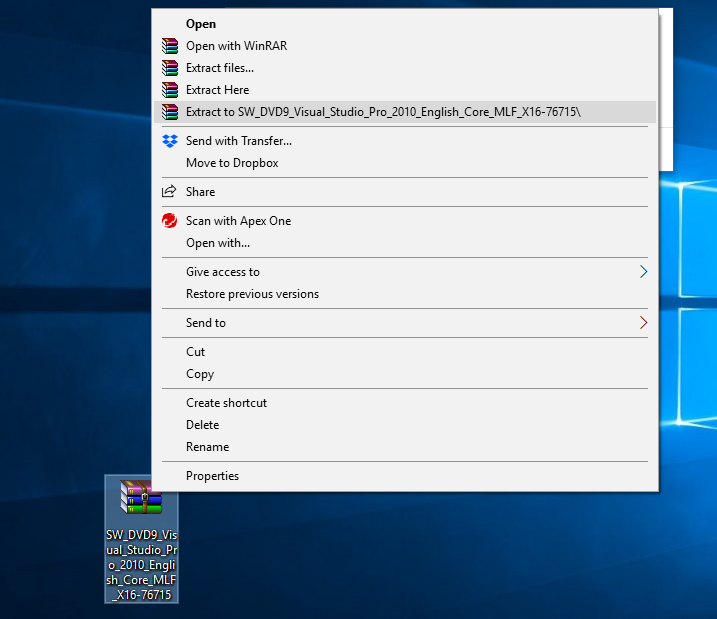 Open
Open with WinRAR
Extract files...
Extract Here
Extract to SW_DVD9_Visual_Studio_Pro_2010_English_Core_MLF_X16-76715\
Send with Transfer...
Move to Dropbox
Share
Scan with Apex One
Open with...
Give access to
Restore previous versions
Send to
Cut
Copy
Create shortcut
Delete
Rename
Properties
SW_DVD9_Vis
ual_Studio_Pr
o_2010_Engli
sh_Core_MLF
_X16-76715